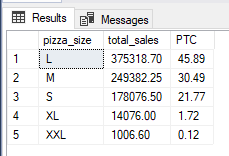 Results Messages
pizza_size total_sales PTC
1 L 375318.70 45.89
2 M 249382.25 30.49
3 S 178076.50 21.77
4 XL 14076.00 1.72
5 XXL 1006.60 0.12